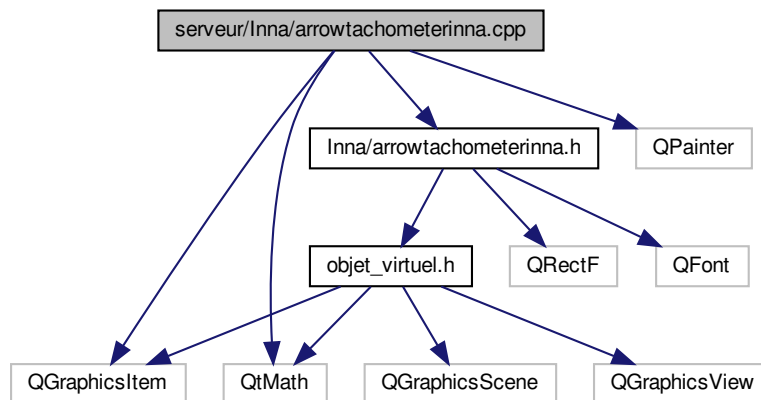 serveur/Inna/arrowtachometerinna.cpp
Inna/arrowtachometerinna.h
QPainter
objet_virtuel.h
QRectF
QFont
QGraphicsItem
QtMath
QGraphicsScene
QGraphicsView